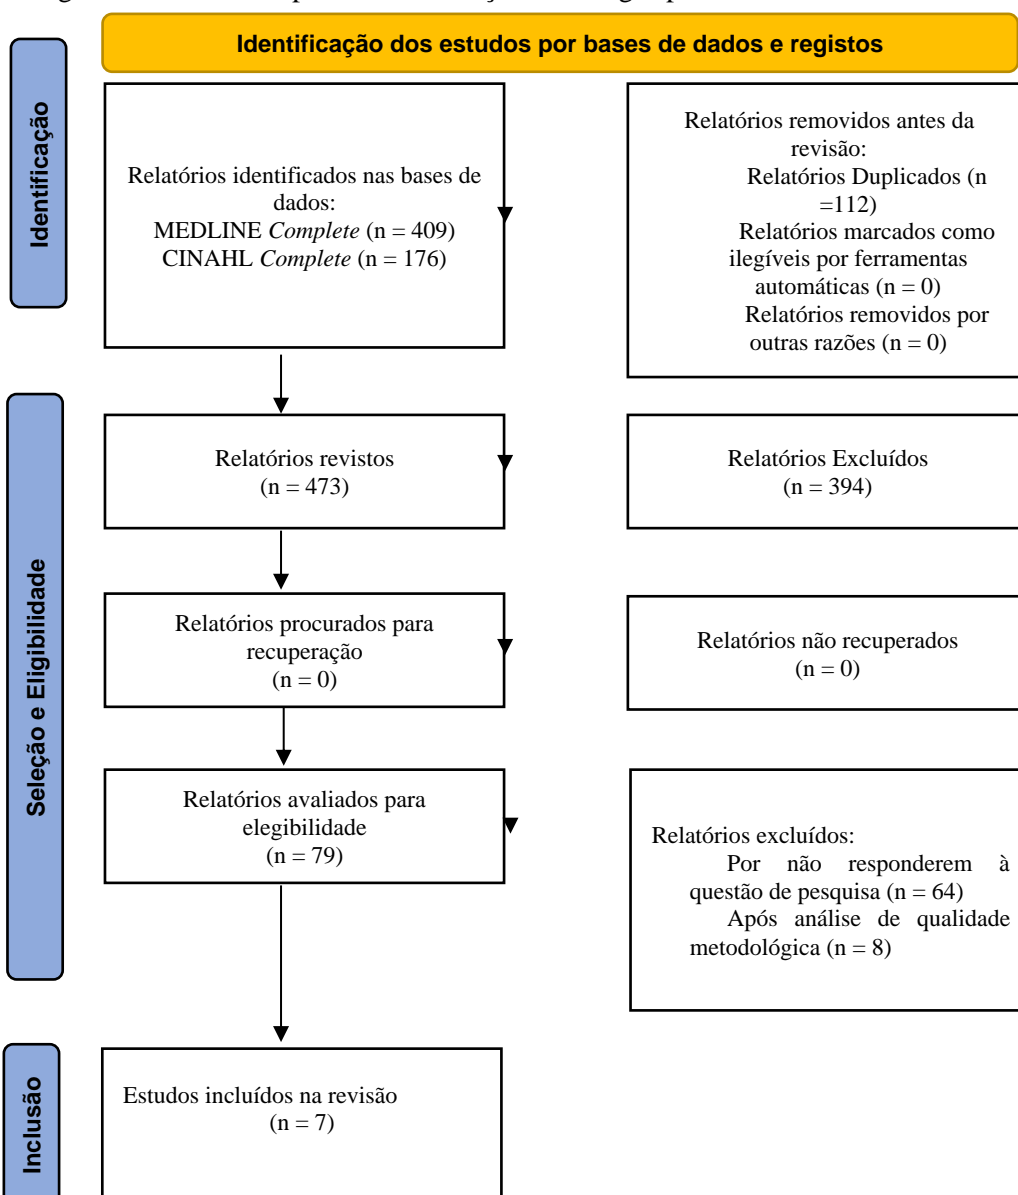 Identificação dos estudos por bases de dados e registos
Identificação
Relatórios identificados nas bases de
dados:
MEDLINE Complete (n = 409)
CINAHL Complete (n = 176)
Relatórios removidos antes da
revisão:
Relatórios Duplicados (n
=112)
Relatórios marcados como
ilegíveis por ferramentas
automáticas (n = 0)
Relatórios removidos por
outras razões (n = 0)
Seleção e Eligibilidade
Relatórios revistos
(n = 473)
Relatórios Excluídos
(n = 394)
Relatórios procurados para
recuperação
(n = 0)
Relatórios não recuperados
(n = 0)
Relatórios avaliados para
elegibilidade
(n = 79)
Relatórios excluídos:
Por não responderem à
questão de pesquisa (n = 64)
Após análise de qualidade
metodológica (n = 8)
Inclusão
Estudos incluídos na revisão
(n = 7)